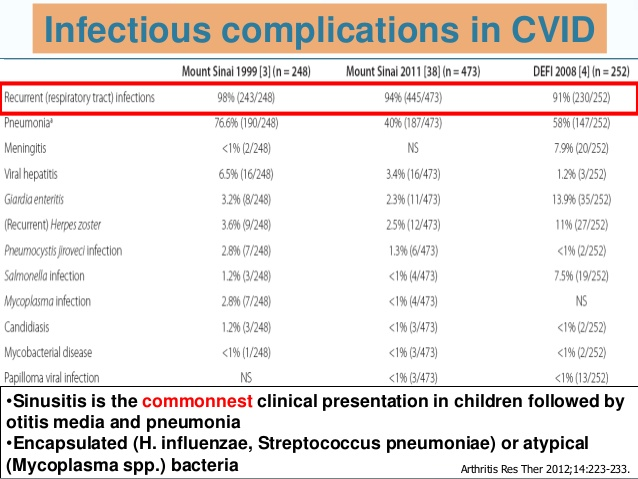 Infectious complications in CVID
Mount Sinai 1999 [3] (n = 248) Mount Sinai 2011 [38] (n = 473) DEFI 2008 [4] (n = 252)
Recurrent (respiratory tract) infections 98% (243/248) 94% (445/473) 91% (230/252)
Pneumoniaª 76.6% (190/248) 40% (187/473) 58% (147/252)
Meningitis <1% (2/248) NS 7.9% (20/252)
Viral hepatitis 6.5% (16/248) 3.4% (16/473) 1.2% (3/252)
Giardia enteritis 3.2% (8/248) 2.3% (11/473) 13.9% (35/252)
(Recurrent) Herpes zoster 3.6% (9/248) 2.5% (12/473) 11% (27/252)
Pneumocystis jiroveci infection 2.8% (7/248) 1.3% (6/473) <1% (2/252)
Salmonella infection 1.2% (3/248) <1% (4/473) 7.5% (19/252)
Mycoplasma infection 2.8% (7/248) <1% (4/473) NS
Candidiasis 1.2% (3/248) <1% (3/473) <1% (2/252)
Mycobacterial disease <1% (1/248) <1% (3/473) <1% (2/252)
Papilloma viral infection NS <1% (3/473) <1% (13/252)
•Sinusitis is the commonnest clinical presentation in children followed by
otitis media and pneumonia
•Encapsulated (H. influenzae, Streptococcus pneumoniae) or atypical
(Mycoplasma spp.) bacteria Arthritis Res Ther 2012;14:223-233.